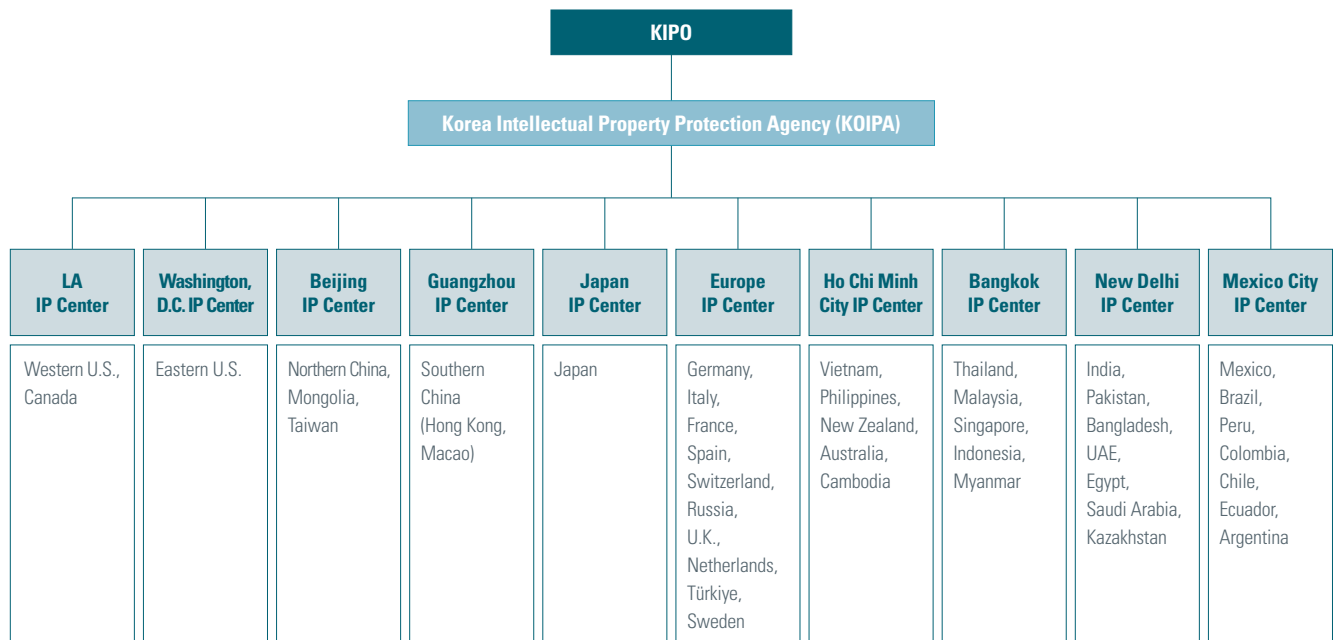 KIPO
Korea Intellectual Property Protection Agency (KOIPA)
LA
IP Center
Western U.S.,
Canada
Washington,
D.C. IP Center
Eastern U.S.
Beijing
IP Center
Northern China,
Mongolia,
Taiwan
Guangzhou
IP Center
Southern
China
(Hong Kong,
Macao)
Japan
IP Center
Japan
Europe
IP Center
Germany,
Italy,
France,
Spain,
Switzerland,
Russia,
U.K.,
Netherlands,
Türkiye,
Sweden
Ho Chi Minh
City IP Center
Vietnam,
Philippines,
New Zealand,
Australia,
Cambodia
Bangkok
IP Center
Thailand,
Malaysia,
Singapore,
Indonesia,
Myanmar
New Delhi
IP Center
India,
Pakistan,
Bangladesh,
UAE,
Egypt,
Saudi Arabia,
Kazakhstan
Mexico City
IP Center
Mexico,
Brazil,
Peru,
Colombia,
Chile,
Ecuador,
Argentina